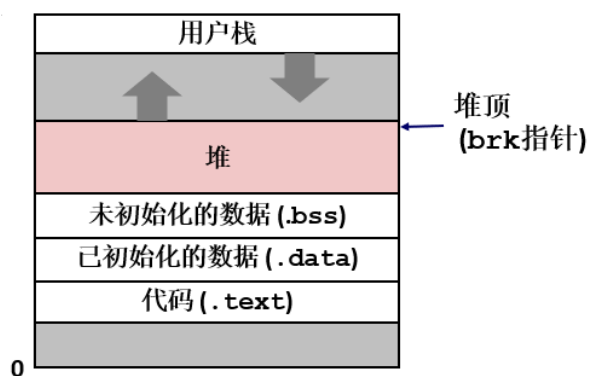 用户栈
堆顶
(brk指针)
堆
未初始化的数据(.bss)
已初始化的数据(.data)
代码(.text)
0